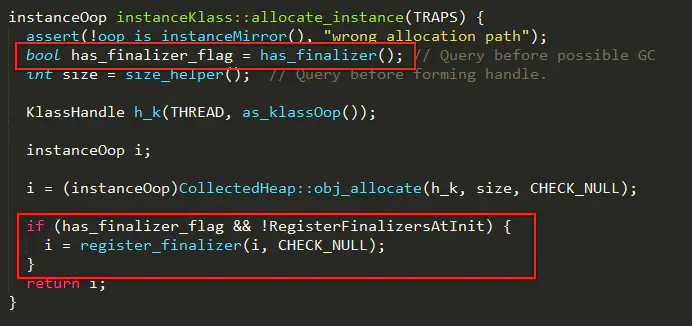 instanceOop instanceKlass::allocate_instance(TRAPS) {
assert(!oop_is_instanceMirror(), "wrong allocation path");
bool has_finalizer_flag = has_finalizer(); // Query before possible GC
int size = size_helper();  // Query before forming handle.
KlassHandle h_k(THREAD, as_klassOop());
instanceOop i;
i = (instanceOop)CollectedHeap::obj_allocate(h_k, size, CHECK_NULL);
if (has_finalizer_flag && !RegisterFinalizersAtInit) {
i = register_finalizer(i, CHECK_NULL);
}
return i;
}